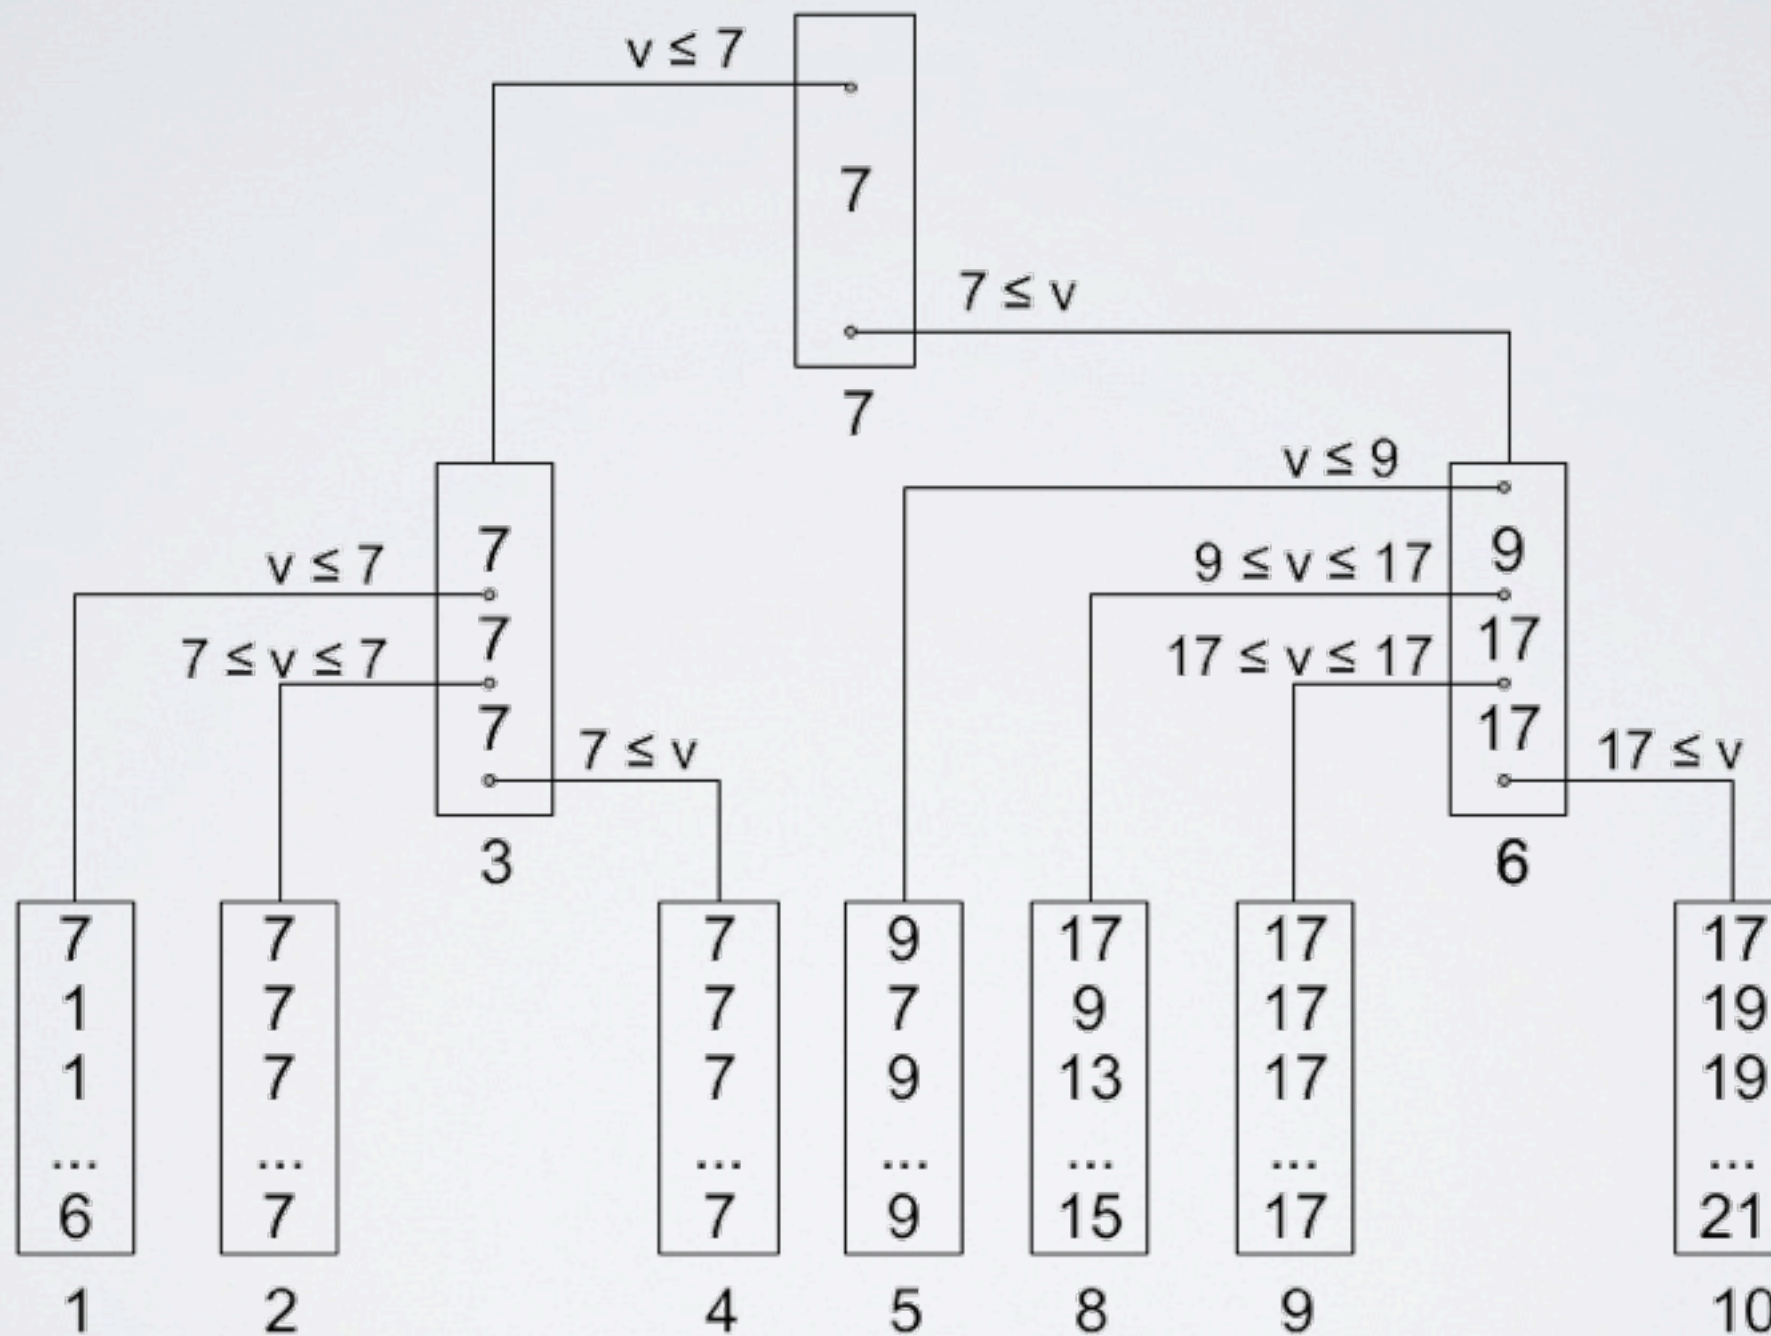 v ≤ 7
7
7 ≤ v
7
v ≤ 9
7
9
v ≤ 7
9 ≤ v ≤ 17
7
17
7 ≤ v ≤ 7
17 ≤ v ≤ 17
7
17
7 ≤ v
17 ≤ v
3
6
7 7 7 9 17 17 17
1 7 7 7 9 17 19
1 7 7 9 13 17 19
... ... ... ... ... ... ...
6 7 7 9 15 17 21
1 2 4 5 8 9 10